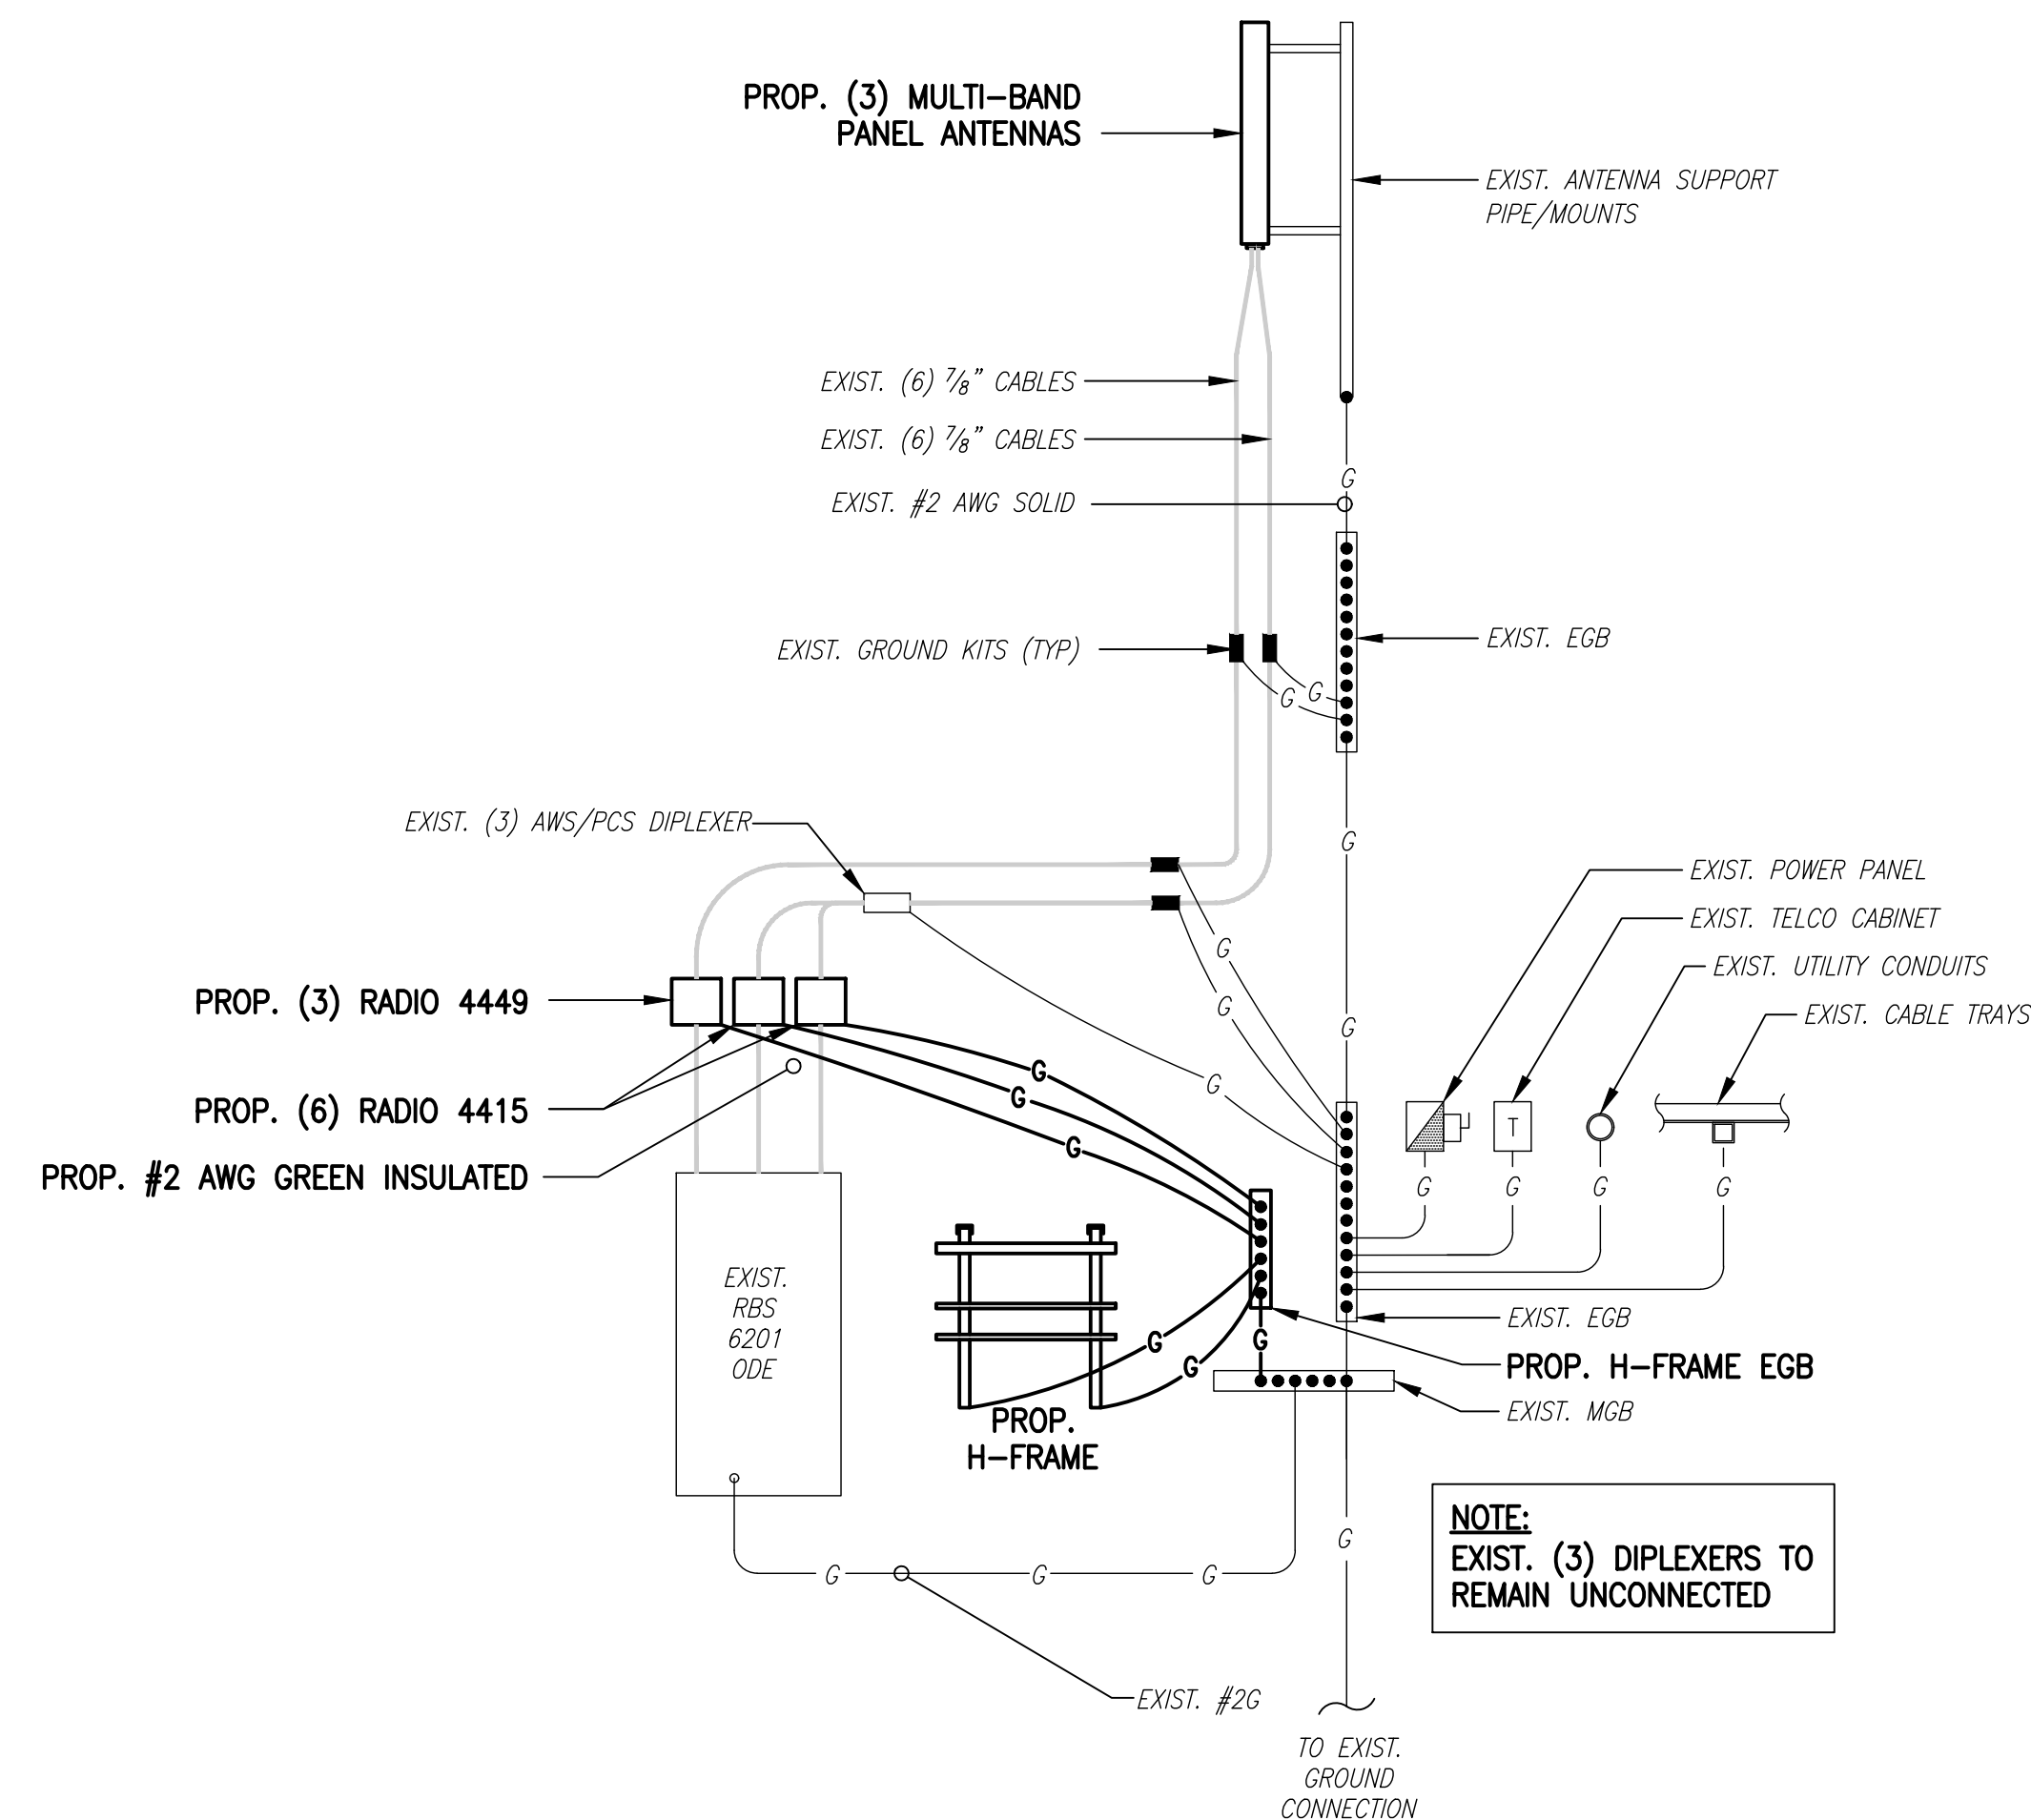 PROP. (3) MULTI-BAND
PANEL ANTENNAS
EXIST. ANTENNA SUPPORT
PIPE/MOUNTS
EXIST. (6) 7/8" CABLES
EXIST. (6) 7/8" CABLES
G
EXIST. #2 AWG SOLID
EXIST. GROUND KITS (TYP)
EXIST. EGB
G
G
EXIST. (3) AWS/PCS DIPLEXER
G
EXIST. POWER PANEL
EXIST. TELCO CABINET
G
EXIST. UTILITY CONDUITS
PROP. (3) RADIO 4449
G
EXIST. CABLE TRAYS
G
G
G
G
PROP. (6) RADIO 4415
G
T
G
PROP. #2 AWG GREEN INSULATED
G
G
G
G
EXIST.
RBS
6201
ODE
EXIST. EGB
G
G
G
PROP. H-FRAME EGB
EXIST. MGB
PROP.
H-FRAME
NOTE:
EXIST. (3) DIPLEXERS TO
REMAIN UNCONNECTED
G
G
G
G
EXIST. #2G
TO EXIST.
GROUND
CONNECTION